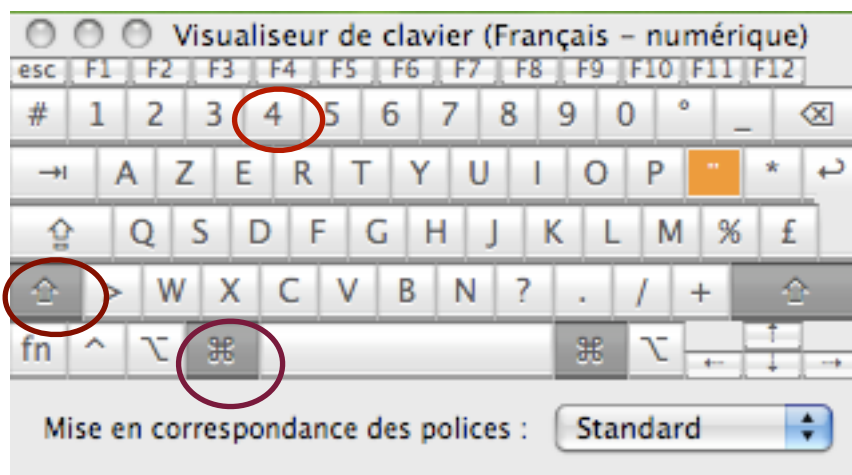 Visualiseur de clavier (Français – numérique)
esc F1 F2 F3 F4 F5 F6 F7 F8 F9 F10 F11 F12
# 1 2 3 4 5 6 7 8 9 0 ° _ ⌫
⇥ A Z E R T Y U I O P ¨ * ↩
⇪ Q S D F G H J K L M % £
⇧ > W X C V B N ? . / + ⇧
fn ^ ⌥ ⌘ ⌘ ⌥ ← ↑ ↓ →
Mise en correspondance des polices : Standard